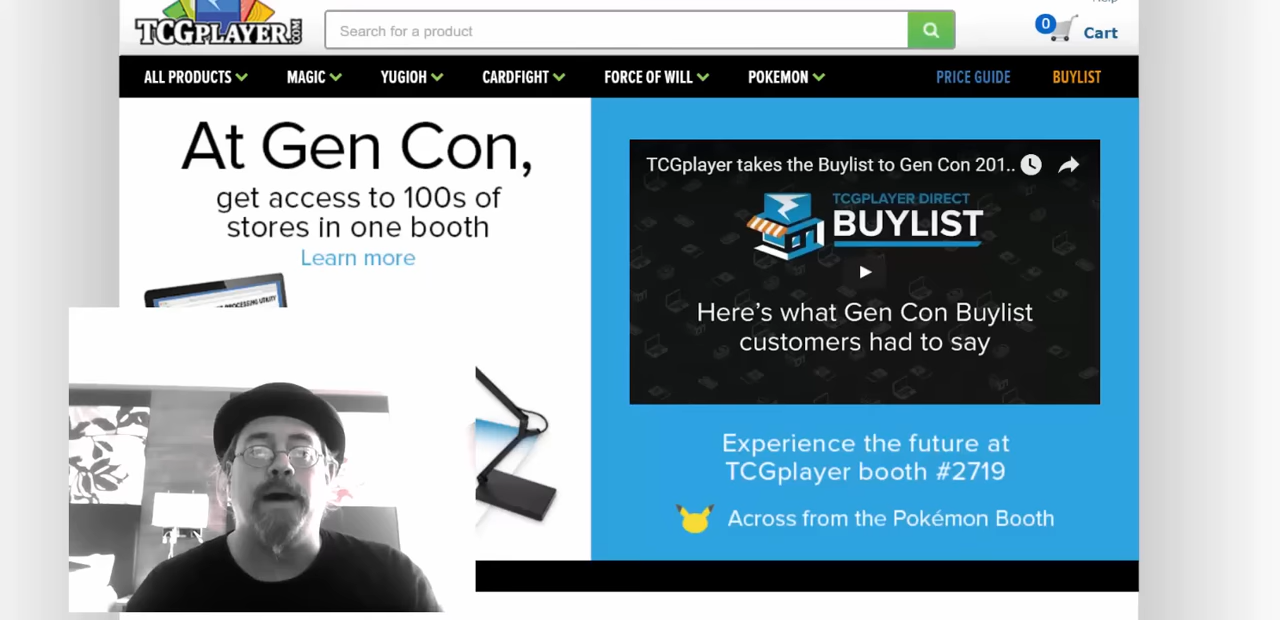 TCGPLAYER.COM
Search for a product
0
Cart
ALL PRODUCTS
MAGIC
YUGIOH
CARDFIGHT
FORCE OF WILL
POKEMON
PRICE GUIDE
BUYLIST
At Gen Con,
get access to 100s of
stores in one booth
Learn more
PROCESSING UTILITY
TCGplayer takes the Buylist to Gen Con 201..
TCGPLAYER DIRECT
BUYLIST
Here's what Gen Con Buylist
customers had to say
Experience the future at
TCGplayer booth #2719
Across from the Pokémon Booth